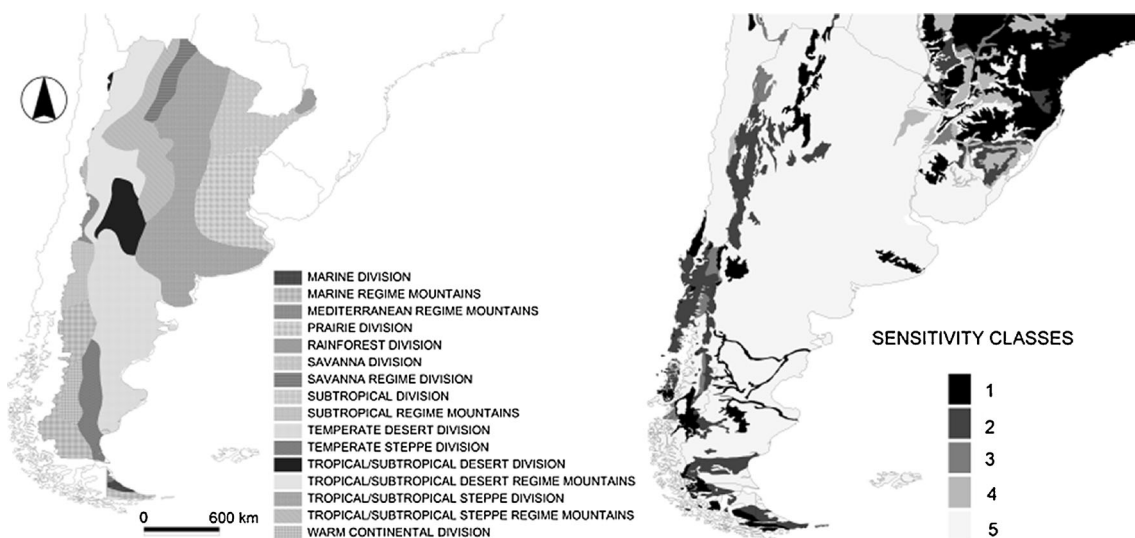 MARINE DIVISION
MARINE REGIME MOUNTAINS
MEDITERRANEAN REGIME MOUNTAINS
PRAIRIE DIVISION
RAINFOREST DIVISION
SAVANNA DIVISION
SAVANNA REGIME DIVISION
SUBTROPICAL DIVISION
SUBTROPICAL REGIME MOUNTAINS
TEMPERATE DESERT DIVISION
TEMPERATE STEPPE DIVISION
TROPICAL/SUBTROPICAL DESERT DIVISION
TROPICAL/SUBTROPICAL DESERT REGIME MOUNTAINS
TROPICAL/SUBTROPICAL STEPPE DIVISION
TROPICAL/SUBTROPICAL STEPPE REGIME MOUNTAINS
WARM CONTINENTAL DIVISION
0 600 km
SENSITIVITY CLASSES
1
2
3
4
5